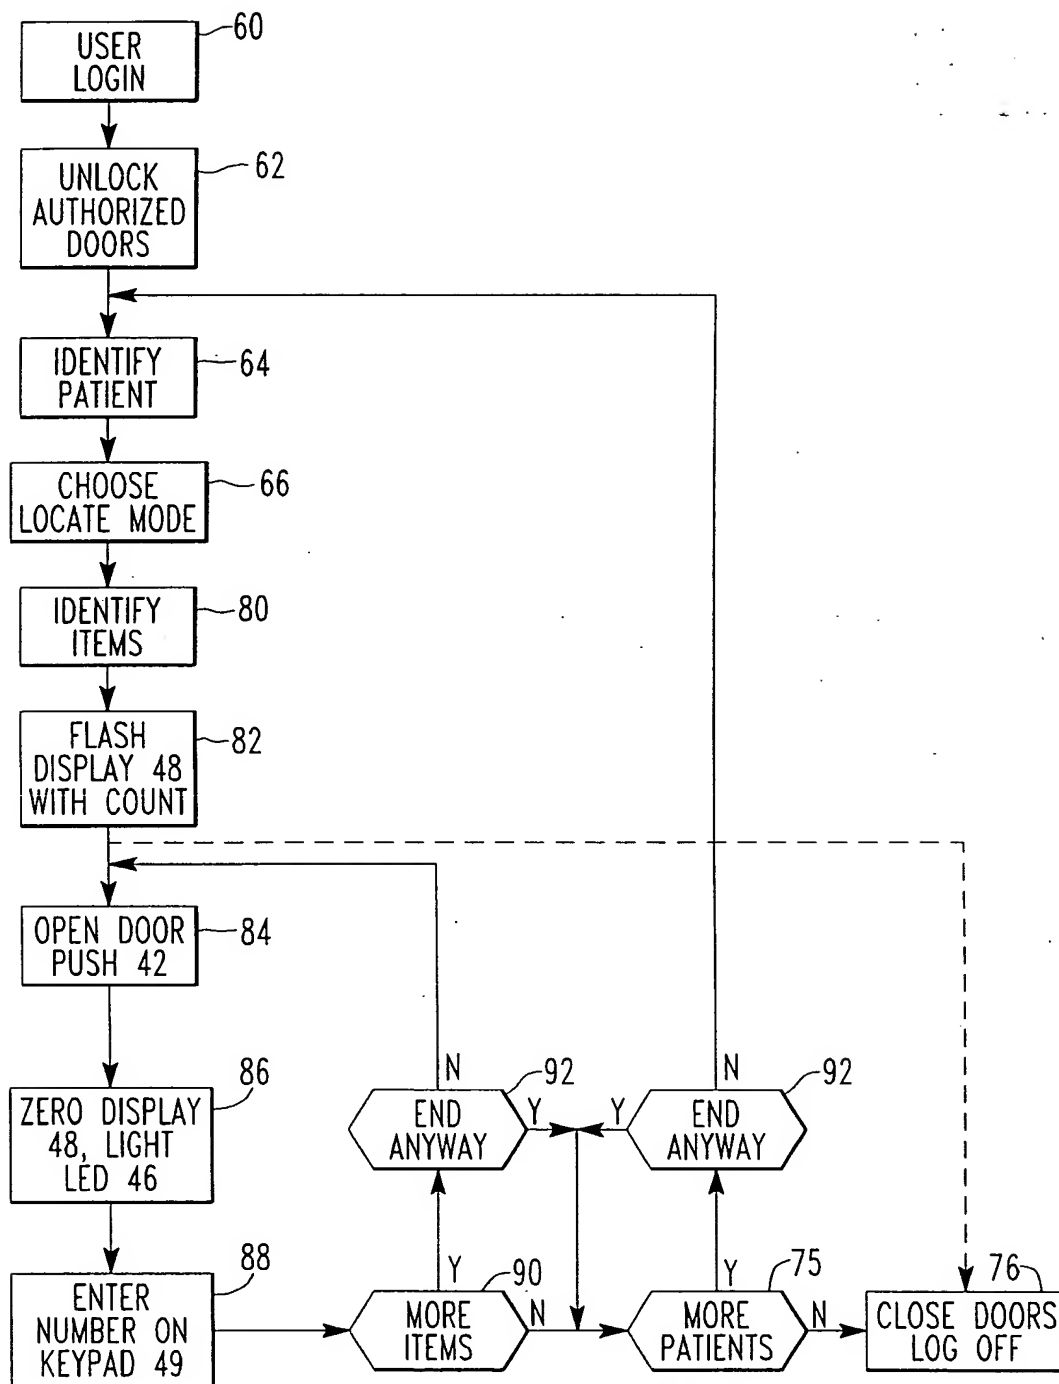 USER
LOGIN
60
UNLOCK
AUTHORIZED
DOORS
62
IDENTIFY
PATIENT
64
CHOOSE
LOCATE MODE
66
IDENTIFY
ITEMS
80
FLASH
DISPLAY 48
WITH COUNT
82
OPEN DOOR
PUSH 42
84
ZERO DISPLAY
48, LIGHT
LED 46
86
ENTER
NUMBER ON
KEYPAD 49
88
N
END
ANYWAY
92
Y
Y
N
END
ANYWAY
92
Y
MORE
ITEMS
90
N
Y
MORE
PATIENTS
75
N
CLOSE DOORS
LOG OFF
76